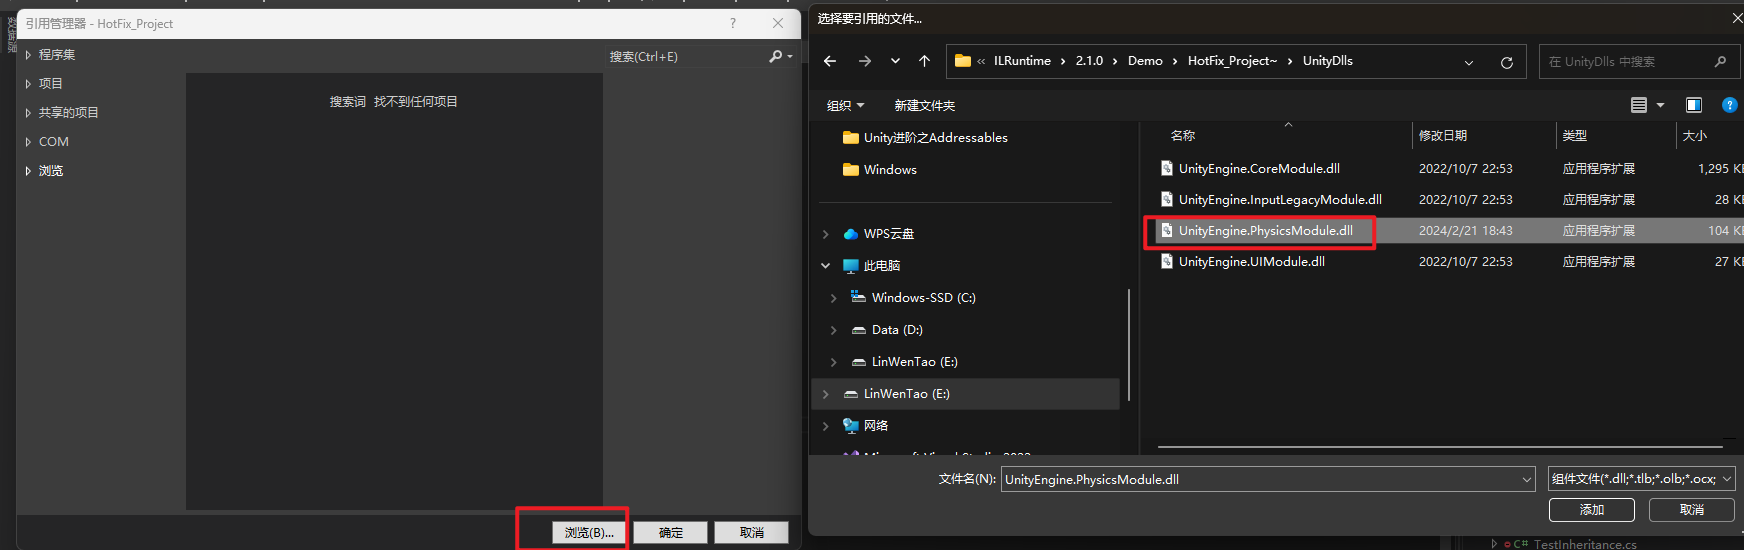 引用管理器 - HotFix_Project
?
程序集
项目
共享的项目
COM
浏览
搜索(Ctrl+E)
搜索词 找不到任何项目
浏览(B)...
确定
取消
选择要引用的文件...
« ILRuntime › 2.1.0 › Demo › HotFix_Project~ › UnityDlls
在 UnityDlls 中搜索
组织
新建文件夹
Unity进阶之Addressables
Windows
WPS云盘
此电脑
Windows-SSD (C:)
Data (D:)
LinWenTao (E:)
LinWenTao (E:)
网络
名称 修改日期 类型 大小
UnityEngine.CoreModule.dll 2022/10/7 22:53 应用程序扩展 1,295 KE
UnityEngine.InputLegacyModule.dll 2022/10/7 22:53 应用程序扩展 28 KE
UnityEngine.PhysicsModule.dll 2024/2/21 18:43 应用程序扩展 104 KE
UnityEngine.UIModule.dll 2022/10/7 22:53 应用程序扩展 27 KE
文件名(N): UnityEngine.PhysicsModule.dll
组件文件(*.dll;*.tlb;*.olb;*.ocx;
添加
取消
C# TestInheritance.cs